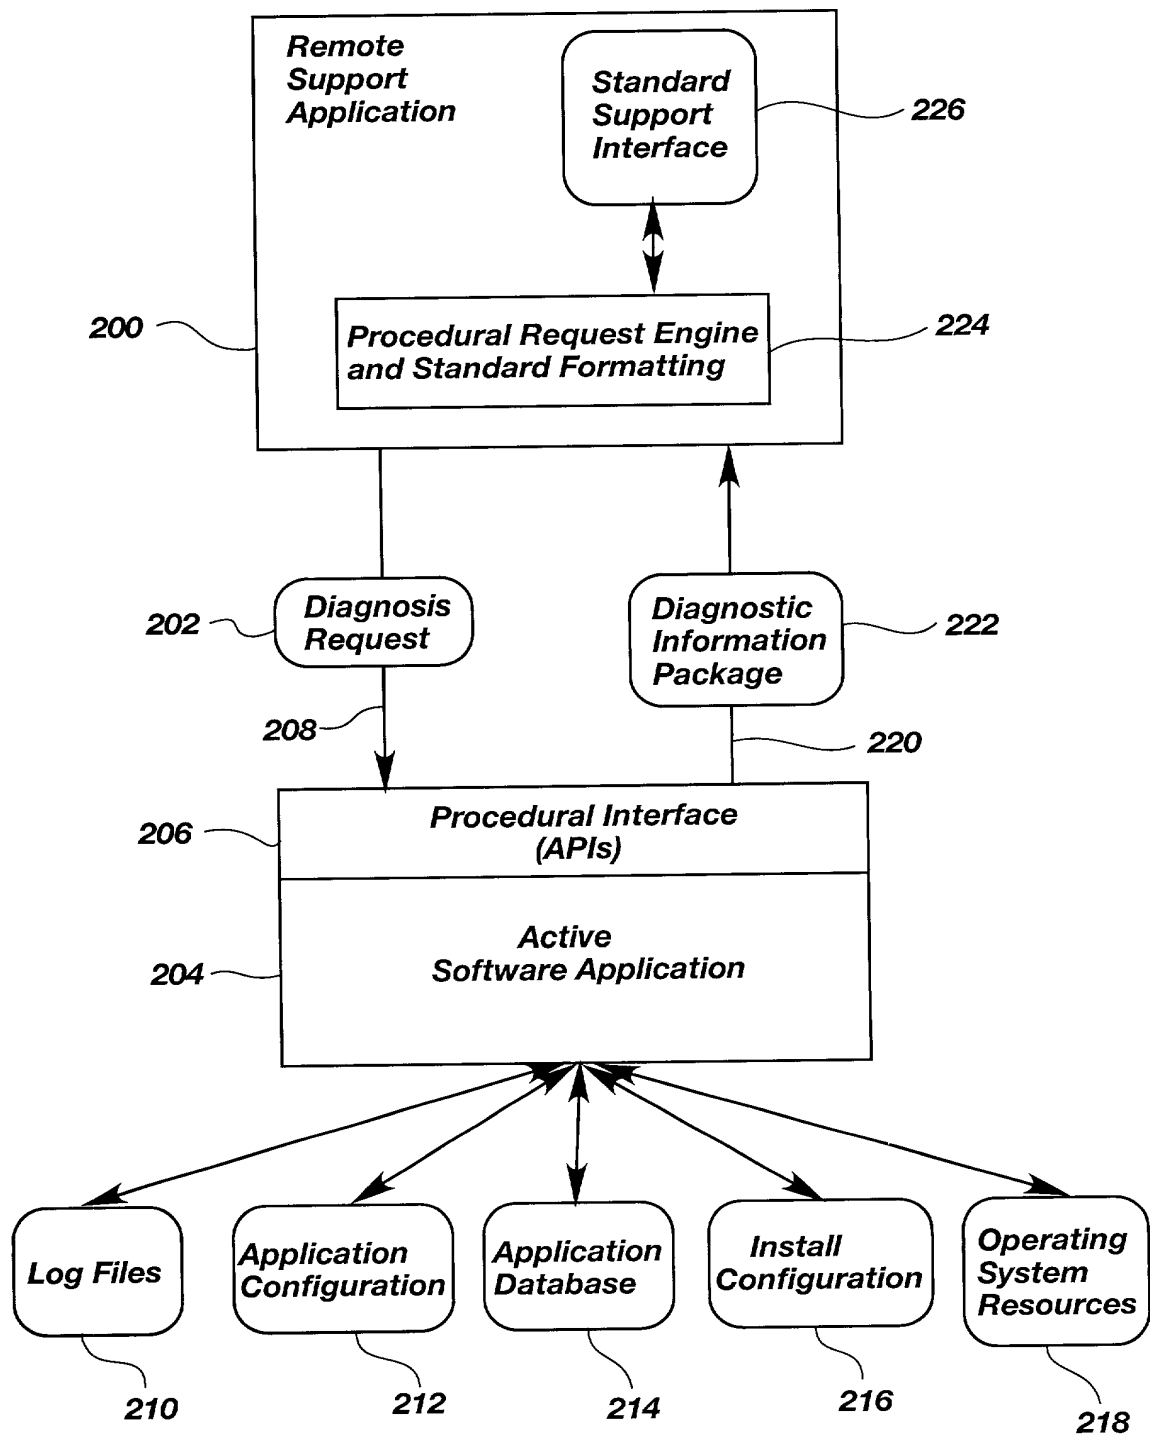 Remote
Support
Application
Standard
Support
Interface
226
200
Procedural Request Engine
and Standard Formatting
224
202
Diagnosis
Request
Diagnostic
Information
Package
222
208
220
206
Procedural Interface
(APIs)
204
Active
Software Application
Log Files
Application
Configuration
Application
Database
Install
Configuration
Operating
System
Resources
210
212
214
216
218